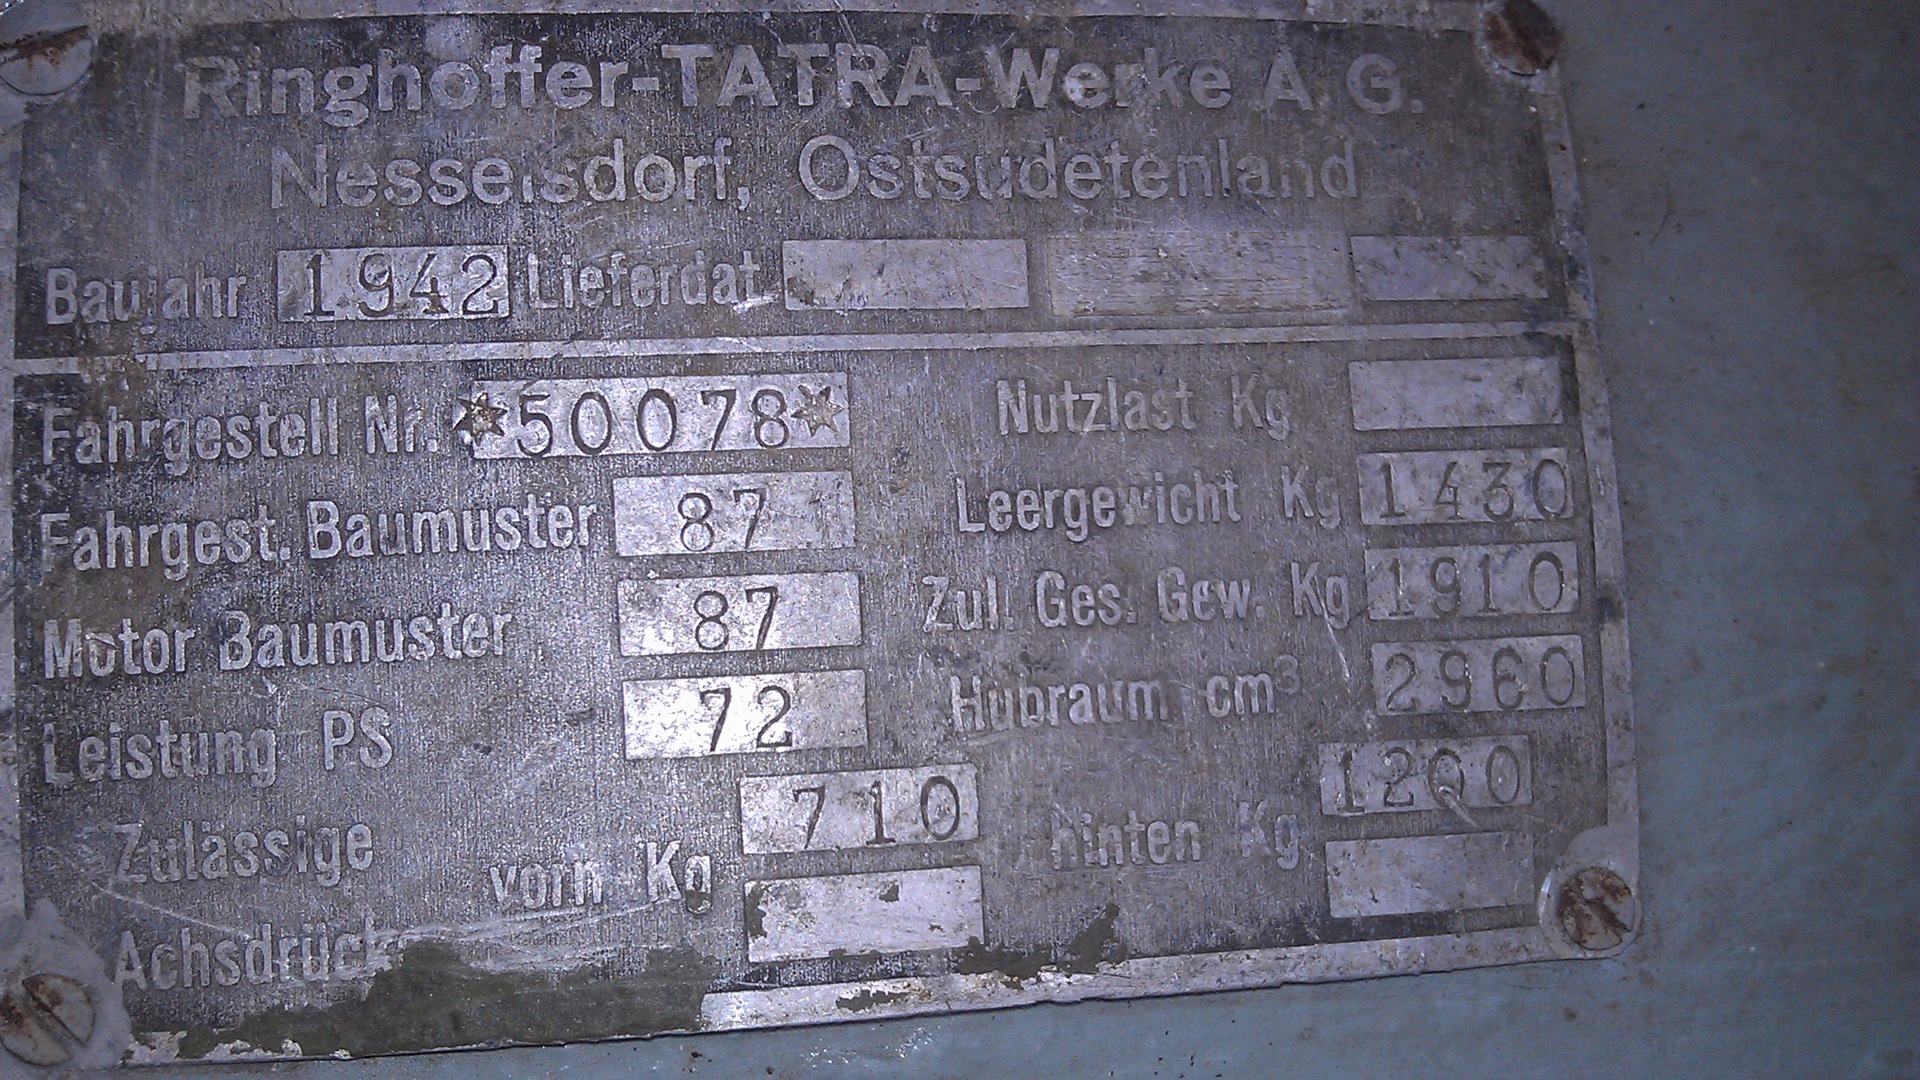 Ringhoffer-TATRA-Werke A. G.
Nesselsdorf, Ostsudetenland
Baujahr 1942 Lieferdat.
Fahrgestell Nr. *50078* Nutzlast Kg
Fahrgest. Baumuster 87 Leergewicht Kg 1430
Motor Baumuster 87 Zul. Ges. Gew. Kg 1910
Leistung PS 72 Hubraum cm³ 2960
Zulässige vorn Kg 710 hinten Kg 1200
Achsdrücke